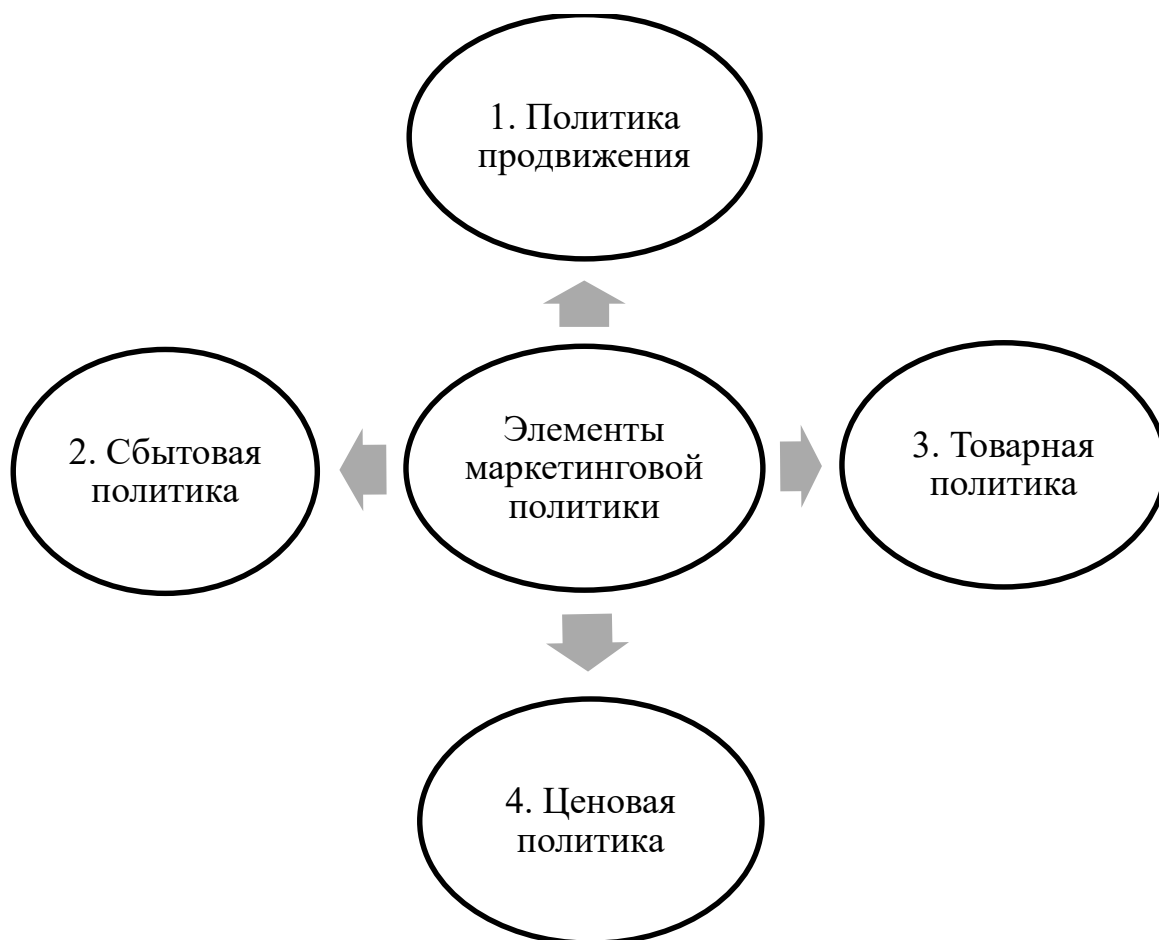 1. Политика
продвижения
2. Сбытовая
политика
Элементы
маркетинговой
политики
3. Товарная
политика
4. Ценовая
политика